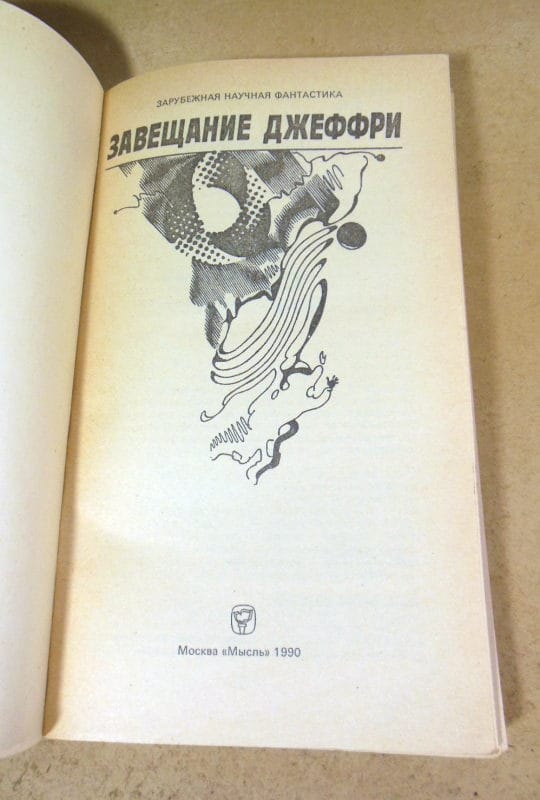 ЗАРУБЕЖНАЯ НАУЧНАЯ ФАНТАСТИКА
ЗАВЕЩАНИЕ ДЖЕФФРИ
Москва «Мысль» 1990